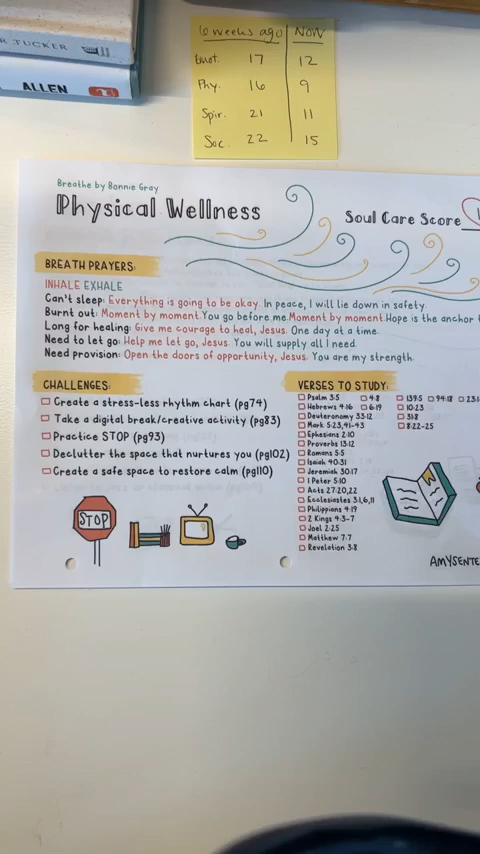 R TUCKER
ALLEN
6 weeks ago NOW
Emot. 17 12
Phy. 16 9
Spir. 21 11
Soc. 22 15
Breathe by Bonnie Gray
Physical Wellness
Soul Care Score
BREATH PRAYERS:
INHALE EXHALE
Can't sleep: Everything is going to be okay. In peace, I will lie down in safety.
Burnt out: Moment by moment.You go before me.Moment by moment.Hope is the anchor
Long for healing: Give me courage to heal, Jesus. One day at a time.
Need to let go: Help me let go, Jesus. You will supply all I need.
Need provision: Open the doors of opportunity, Jesus. You are my strength.
CHALLENGES:
Create a stress-less rhythm chart (pg74)
Take a digital break/creative activity (pg83)
Practice STOP (pg93)
Declutter the space that nurtures you (pg102)
Create a safe space to restore calm (pg110)
STOP
VERSES TO STUDY:
Psalm 3:5 4:8 139:5 94:18 23:1
Hebrews 4:16 6:19 10:23
Deuteronomy 33:12 31:8
Mark 5:23,41-43 8:22-25
Ephesians 2:10
Proverbs 13:12
Romans 5:5
Isaiah 40:31
Jeremiah 30:17
1 Peter 5:10
Acts 27:20,22
Ecclesiastes 3:1,6,11
Philippians 4:19
2 Kings 4:3-7
Joel 2:25
Matthew 7:7
Revelation 3:8
AMYSENTE